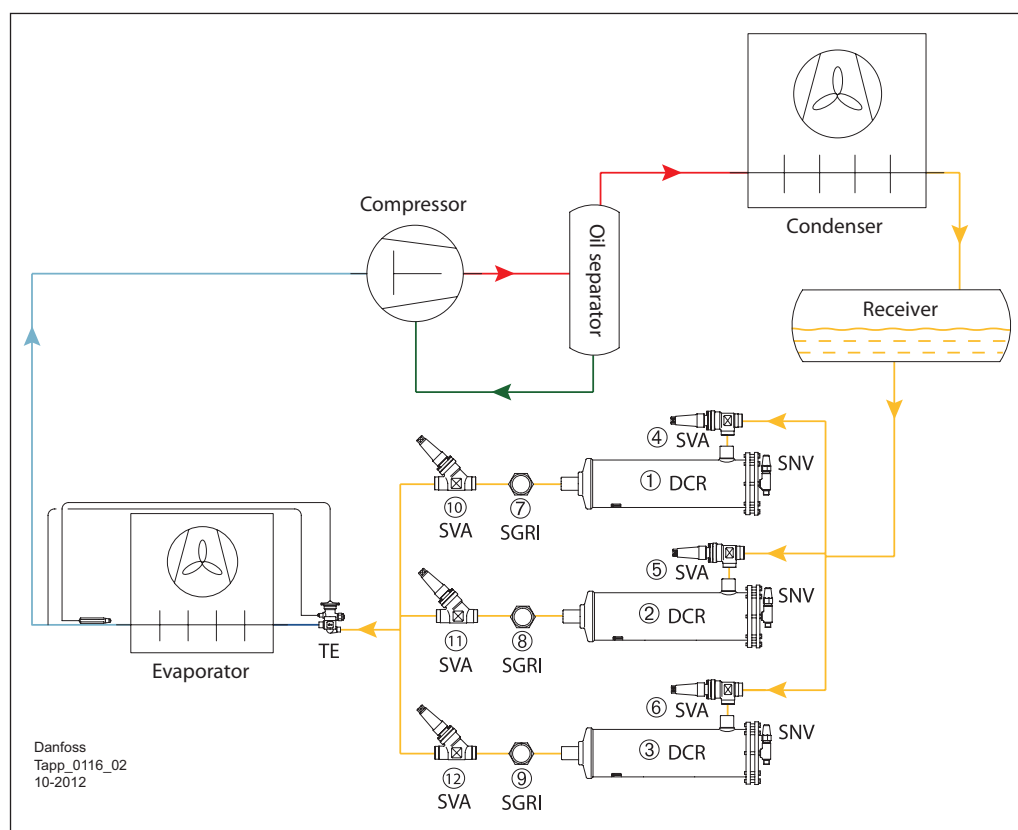 Compressor
Oil separator
Condenser
Receiver
④ SVA
① DCR
SNV
⑩
SVA
⑦
SGRI
⑤ SVA
② DCR
SNV
⑪
SVA
⑧
SGRI
TE
Evaporator
⑥ SVA
③ DCR
SNV
⑫
SVA
⑨
SGRI
Danfoss
Tapp_0116_02
10-2012